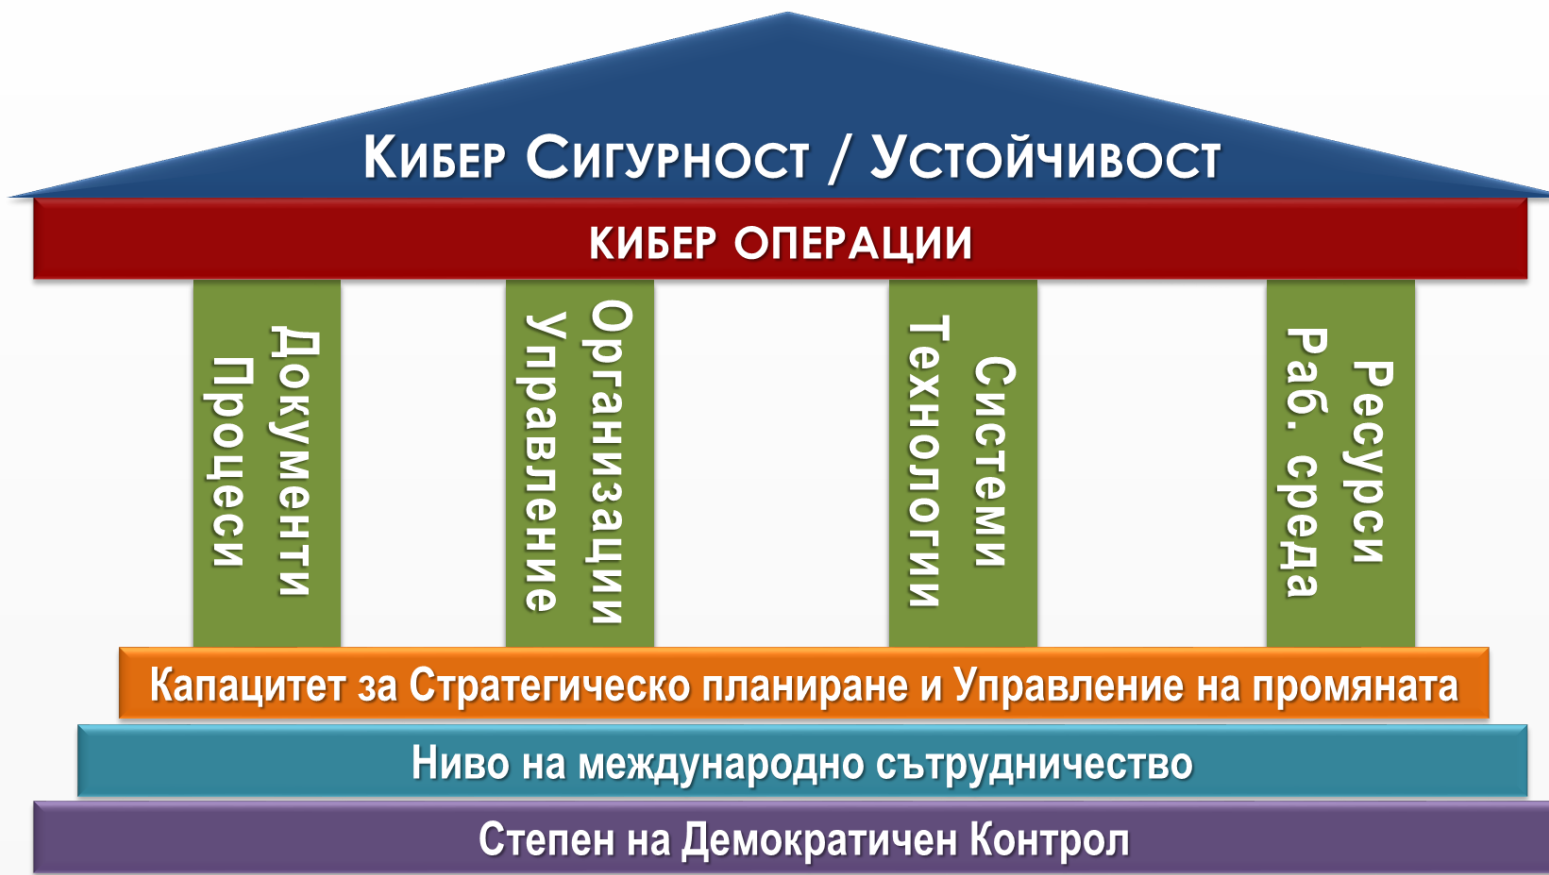 Кибер Сигурност / Устойчивост
КИБЕР ОПЕРАЦИИ
Документи
Процеси
Организации
Управление
Системи
Технологии
Ресурси
Раб. среда
Капацитет за Стратегическо планиране и Управление на промяната
Ниво на международно сътрудничество
Степен на Демократичен Контрол